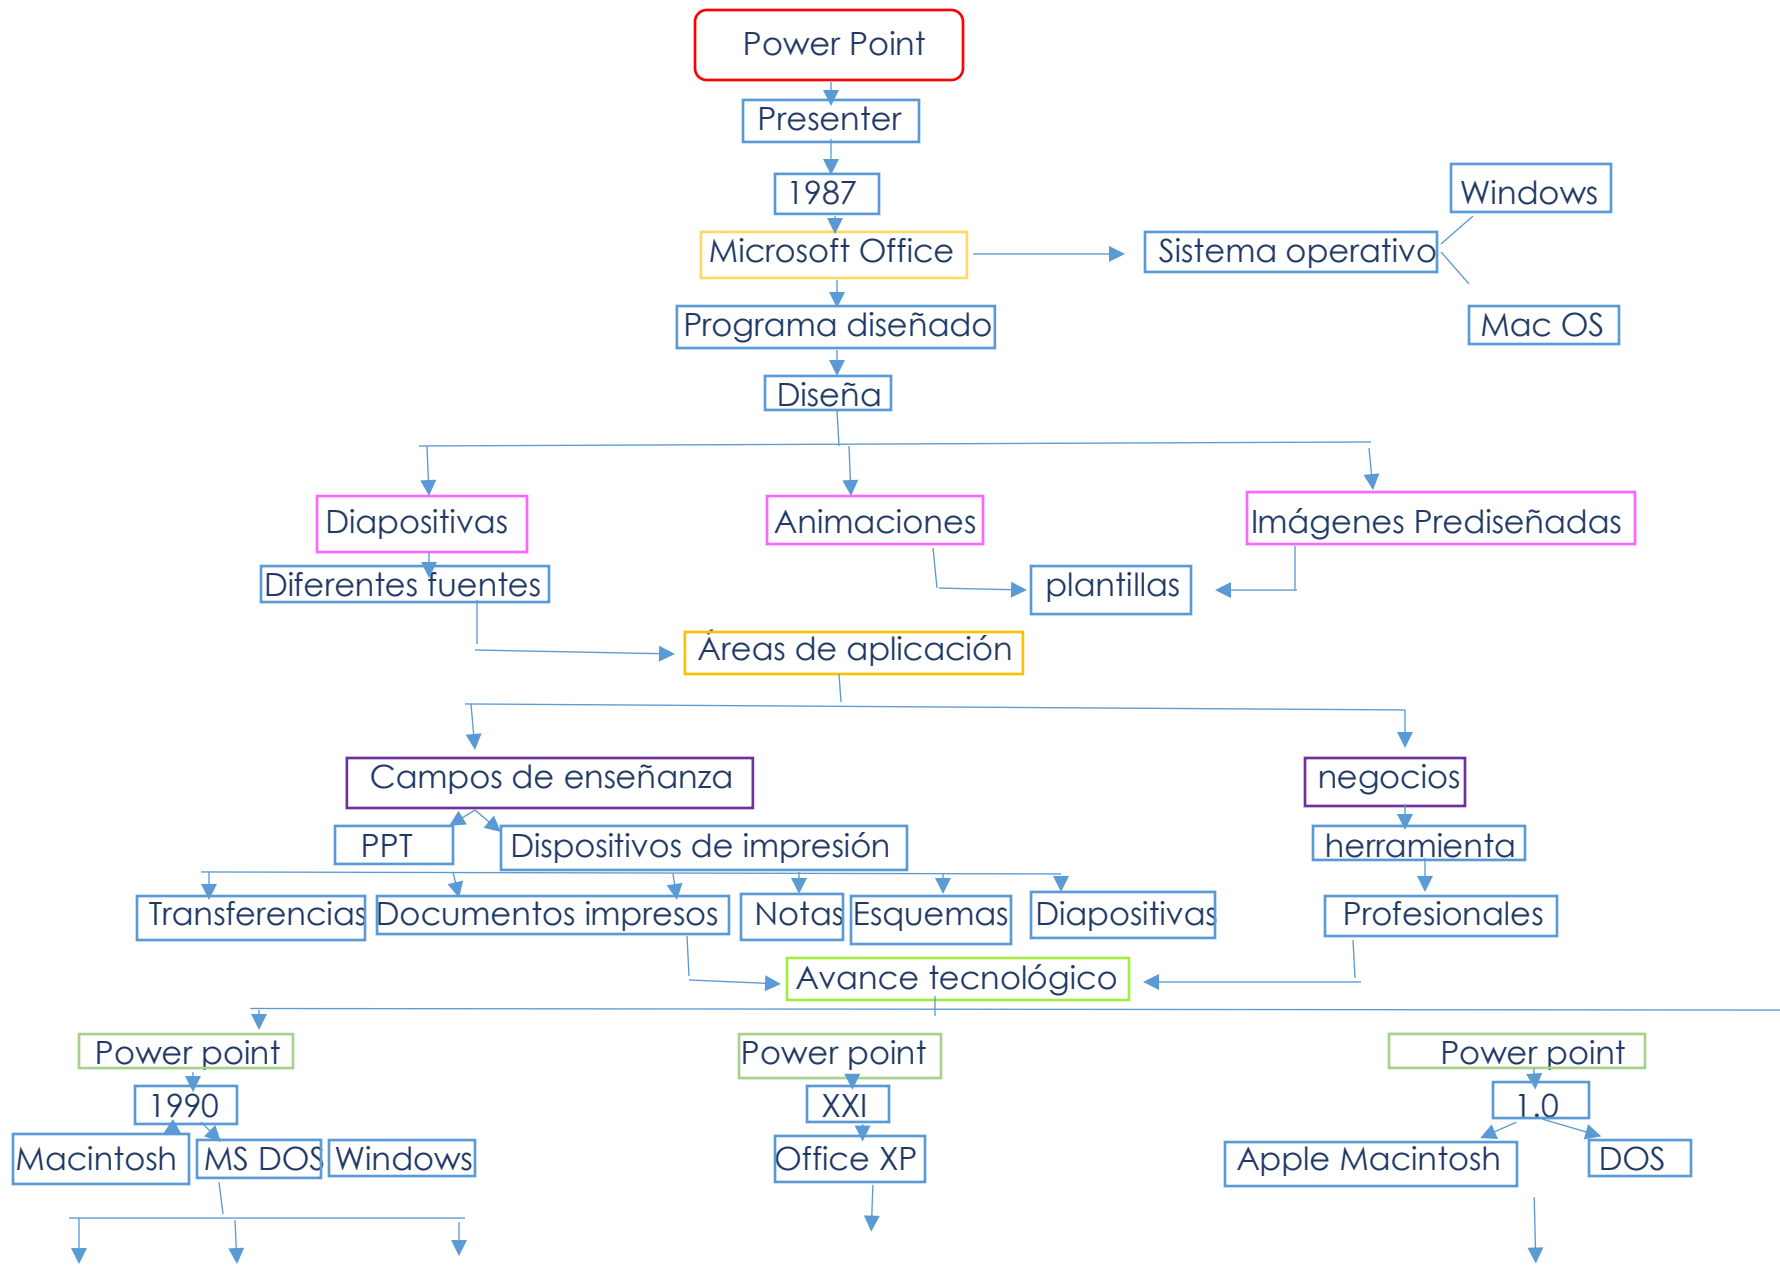 Power Point
Presenter
1987
Windows
Microsoft Office
Sistema operativo
Programa diseñado
Mac OS
Diseña
Diapositivas
Animaciones
Imágenes Prediseñadas
Diferentes fuentes
plantillas
Áreas de aplicación
Campos de enseñanza
negocios
PPT
Dispositivos de impresión
herramienta
Transferencias
Documentos impresos
Notas
Esquemas
Diapositivas
Profesionales
Avance tecnológico
Power point
Power point
Power point
1990
XXI
1.0
Macintosh
MS DOS
Windows
Office XP
Apple Macintosh
DOS